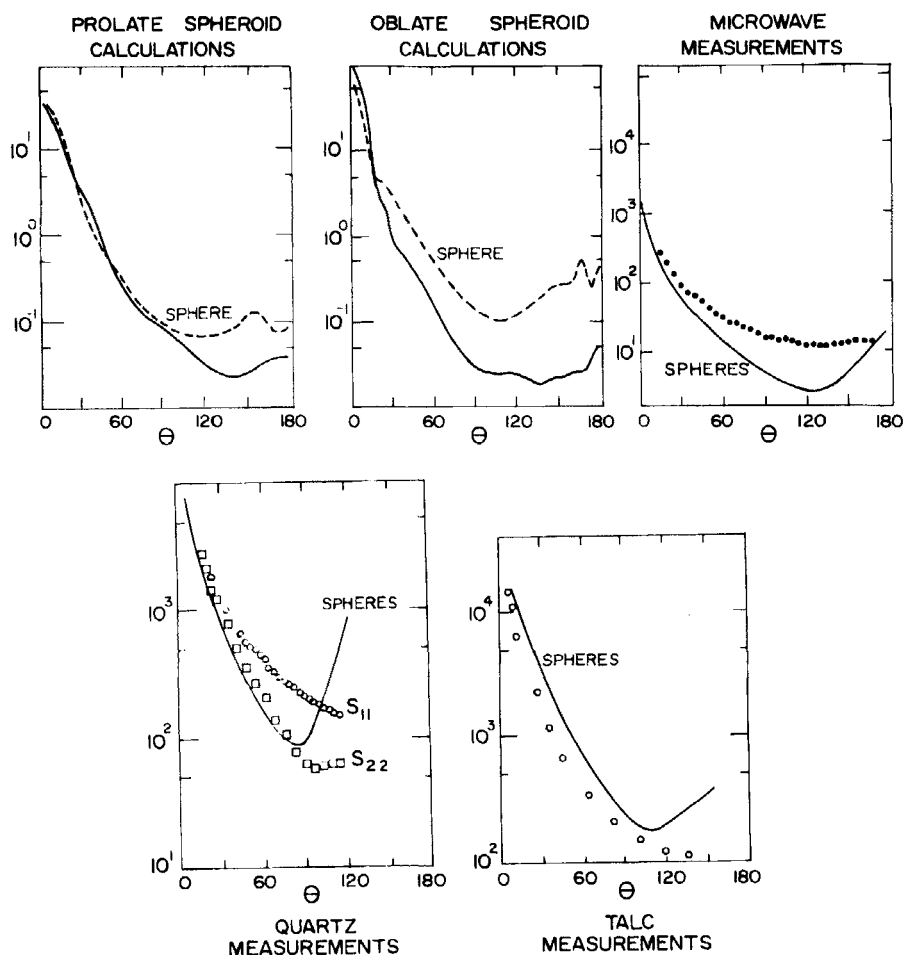 PROLATE SPHEROID
CALCULATIONS
OBLATE SPHEROID
CALCULATIONS
MICROWAVE
MEASUREMENTS
10¹
10⁰
10⁻¹
SPHERE
0 60 120 180
θ
10¹
10⁰
10⁻¹
SPHERE
0 60 120 180
θ
10⁴
10³
10²
10¹
SPHERES
0 60 120 180
θ
10³
10²
10¹
SPHERES
S₁₁
S₂₂
0 60 120 180
θ
QUARTZ
MEASUREMENTS
10⁴
10³
10²
SPHERES
0 60 120 180
θ
TALC
MEASUREMENTS